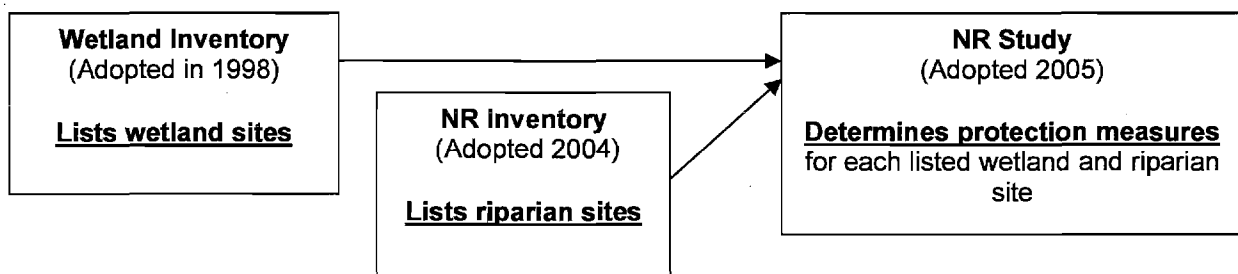 Wetland Inventory
(Adopted in 1998)
Lists wetland sites
NR inventory
(Adopted 2004)
Lists riparian sites
NR Study
(Adopted 2005)
Determines protection measures
for each listed wetland and riparian
site